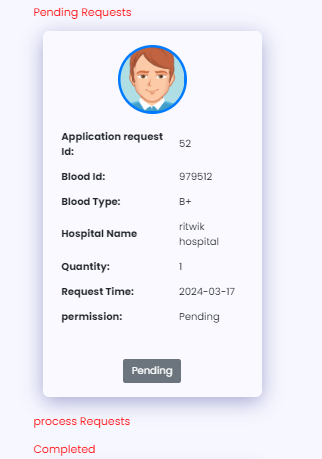 Pending Requests
Application request
Id: 52
Blood Id: 979512
Blood Type: B+
Hospital Name ritwik
hospital
Quantity: 1
Request Time: 2024-03-17
permission: Pending
Pending
process Requests
Completed